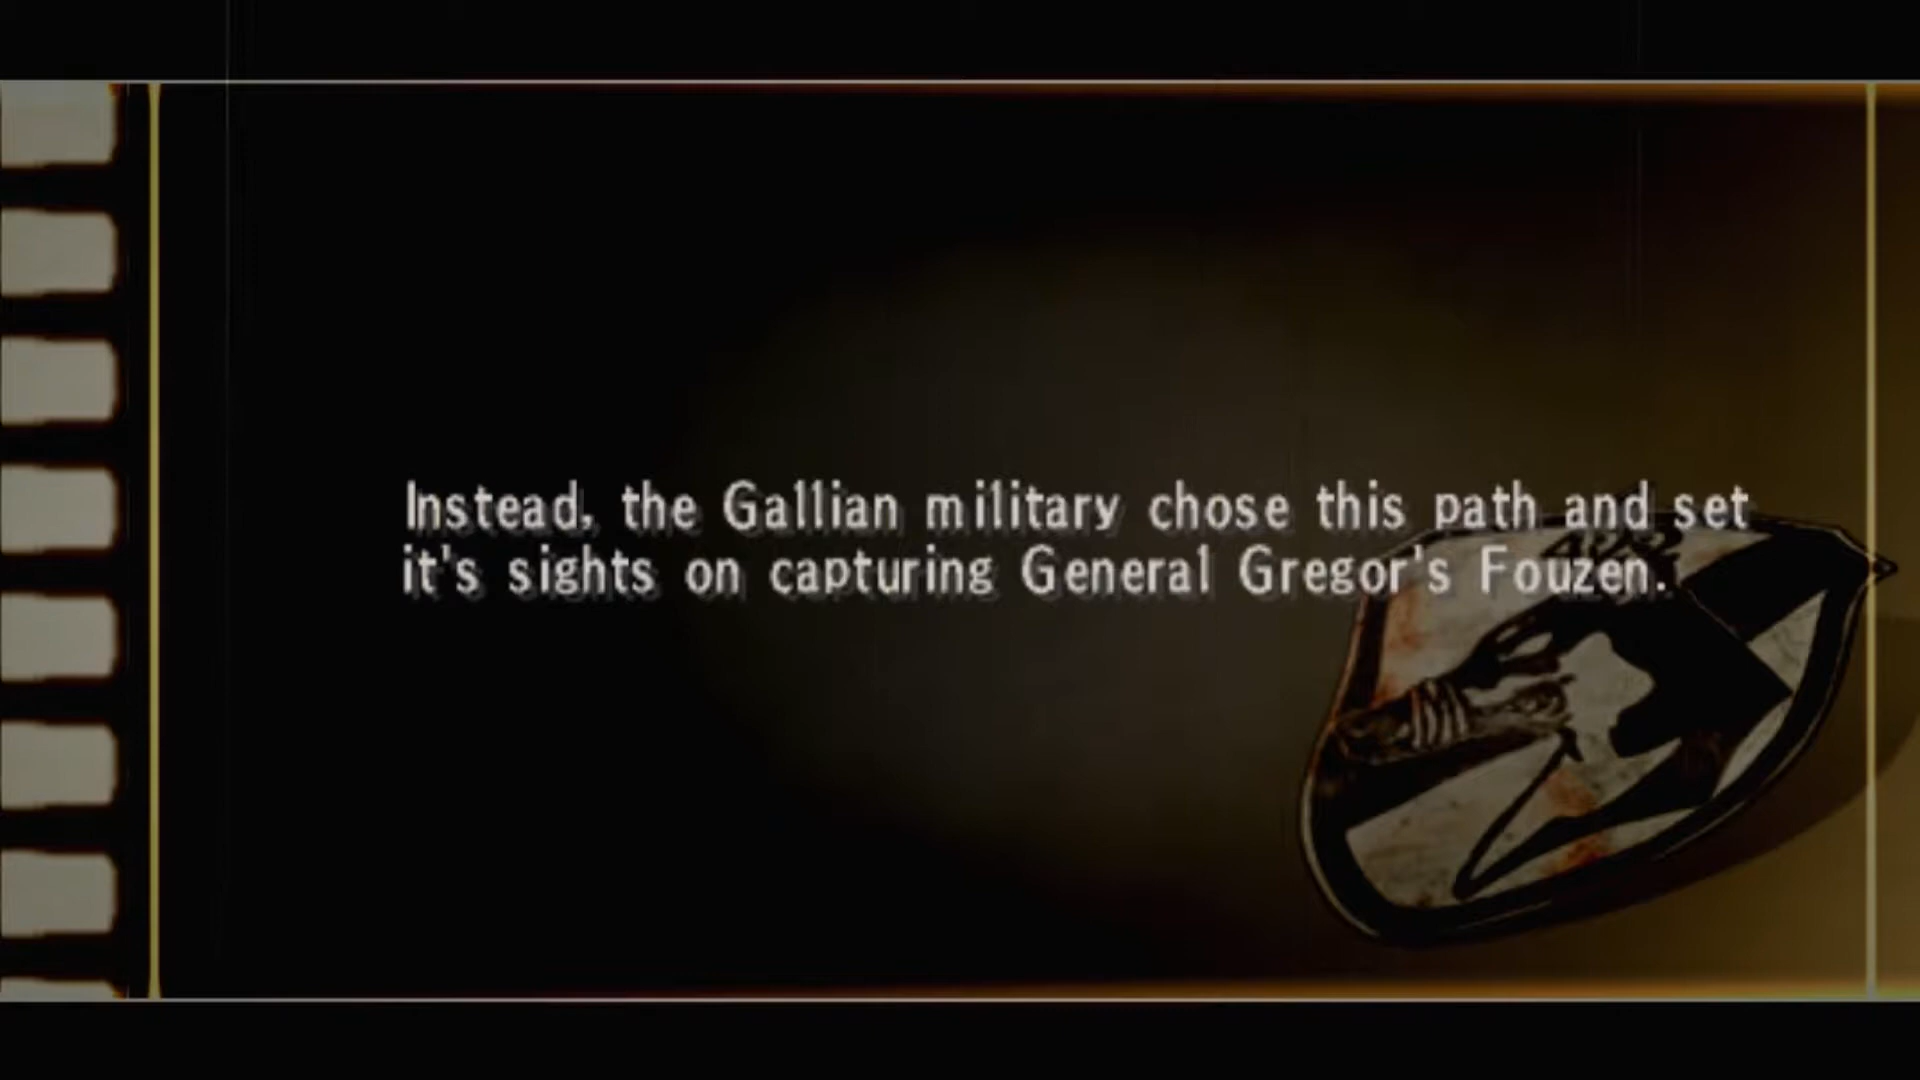 Instead, the Gallian military chose this path and set
it's sights on capturing General Gregor's Fouzen.